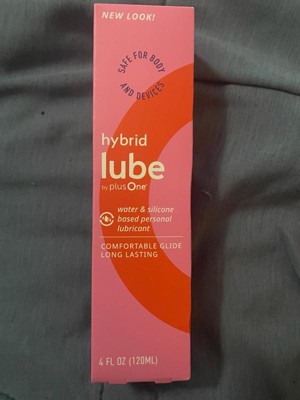 NEW LOOK!
SAFE FOR BODY
AND DEVICES
hybrid
lube
by plusOne
water & silicone
based personal
lubricant
COMFORTABLE GLIDE
LONG LASTING
4 FL OZ (120ML)